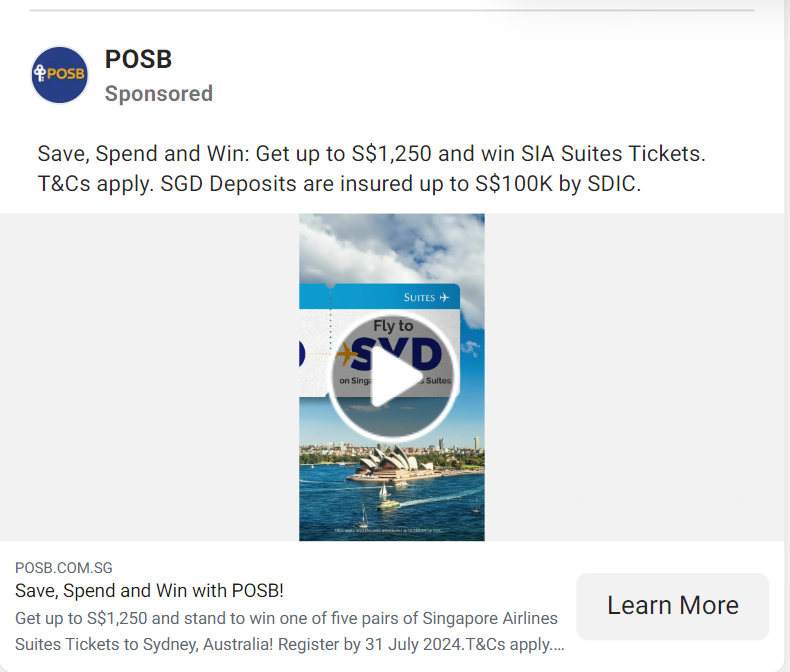 POSB
POSB
Sponsored
Save, Spend and Win: Get up to S$1,250 and win SIA Suites Tickets.
T&Cs apply. SGD Deposits are insured up to S$100K by SDIC.
SUITES
Fly to
SYD
on Singa s Suites
POSB.COM.SG
Save, Spend and Win with POSB!
Get up to S$1,250 and stand to win one of five pairs of Singapore Airlines
Suites Tickets to Sydney, Australia! Register by 31 July 2024.T&Cs apply....
Learn More